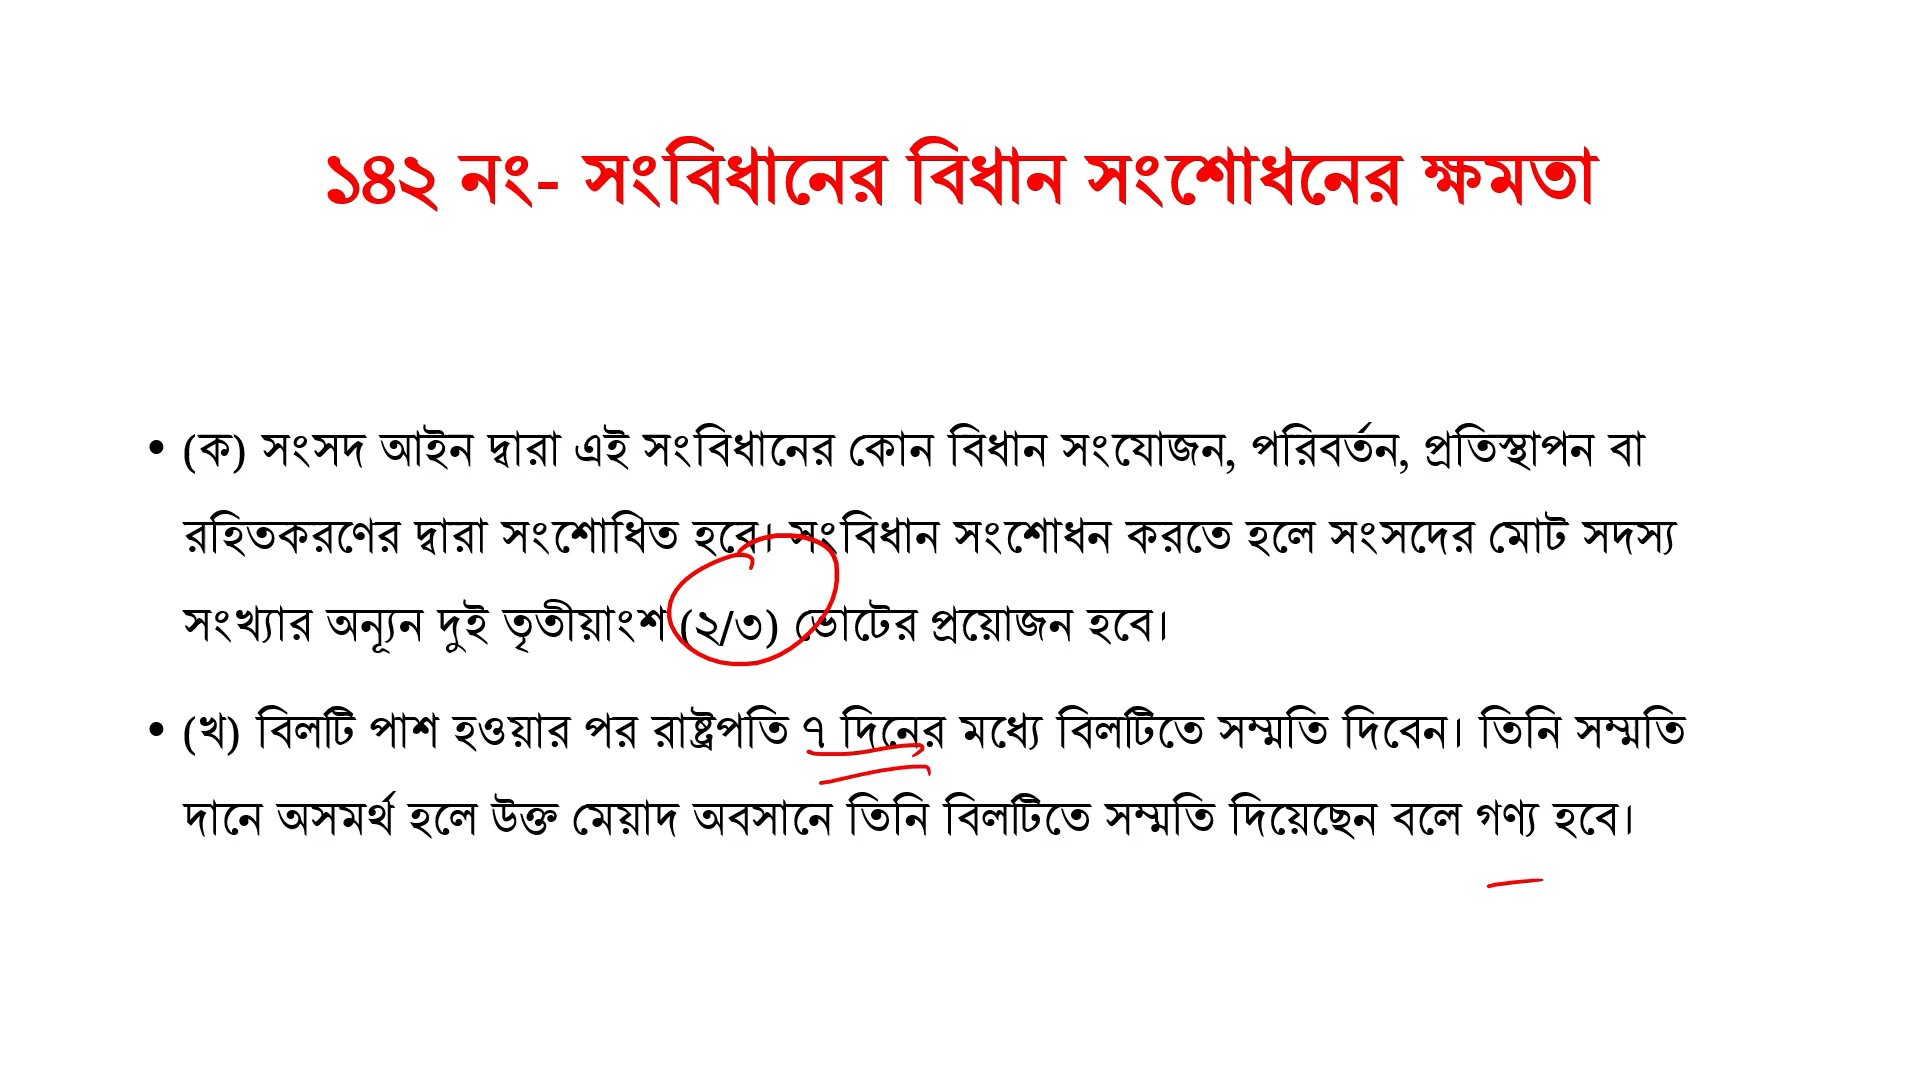 ১৪২ নং- সংবিধানের বিধান সংশোধনের ক্ষমতা
• (ক) সংসদ আইন দ্বারা এই সংবিধানের কোন বিধান সংযোজন, পরিবর্তন, প্রতিস্থাপন বা
রহিতকরণের দ্বারা সংশোধিত হবে। সংবিধান সংশোধন করতে হলে সংসদের মোট সদস্য
সংখ্যার অন্যূন দুই তৃতীয়াংশ (২/৩) ভোটের প্রয়োজন হবে।
• (খ) বিলটি পাশ হওয়ার পর রাষ্ট্রপতি ৭ দিনের মধ্যে বিলটিতে সম্মতি দিবেন। তিনি সম্মতি
দানে অসমর্থ হলে উক্ত মেয়াদ অবসানে তিনি বিলটিতে সম্মতি দিয়েছেন বলে গণ্য হবে।